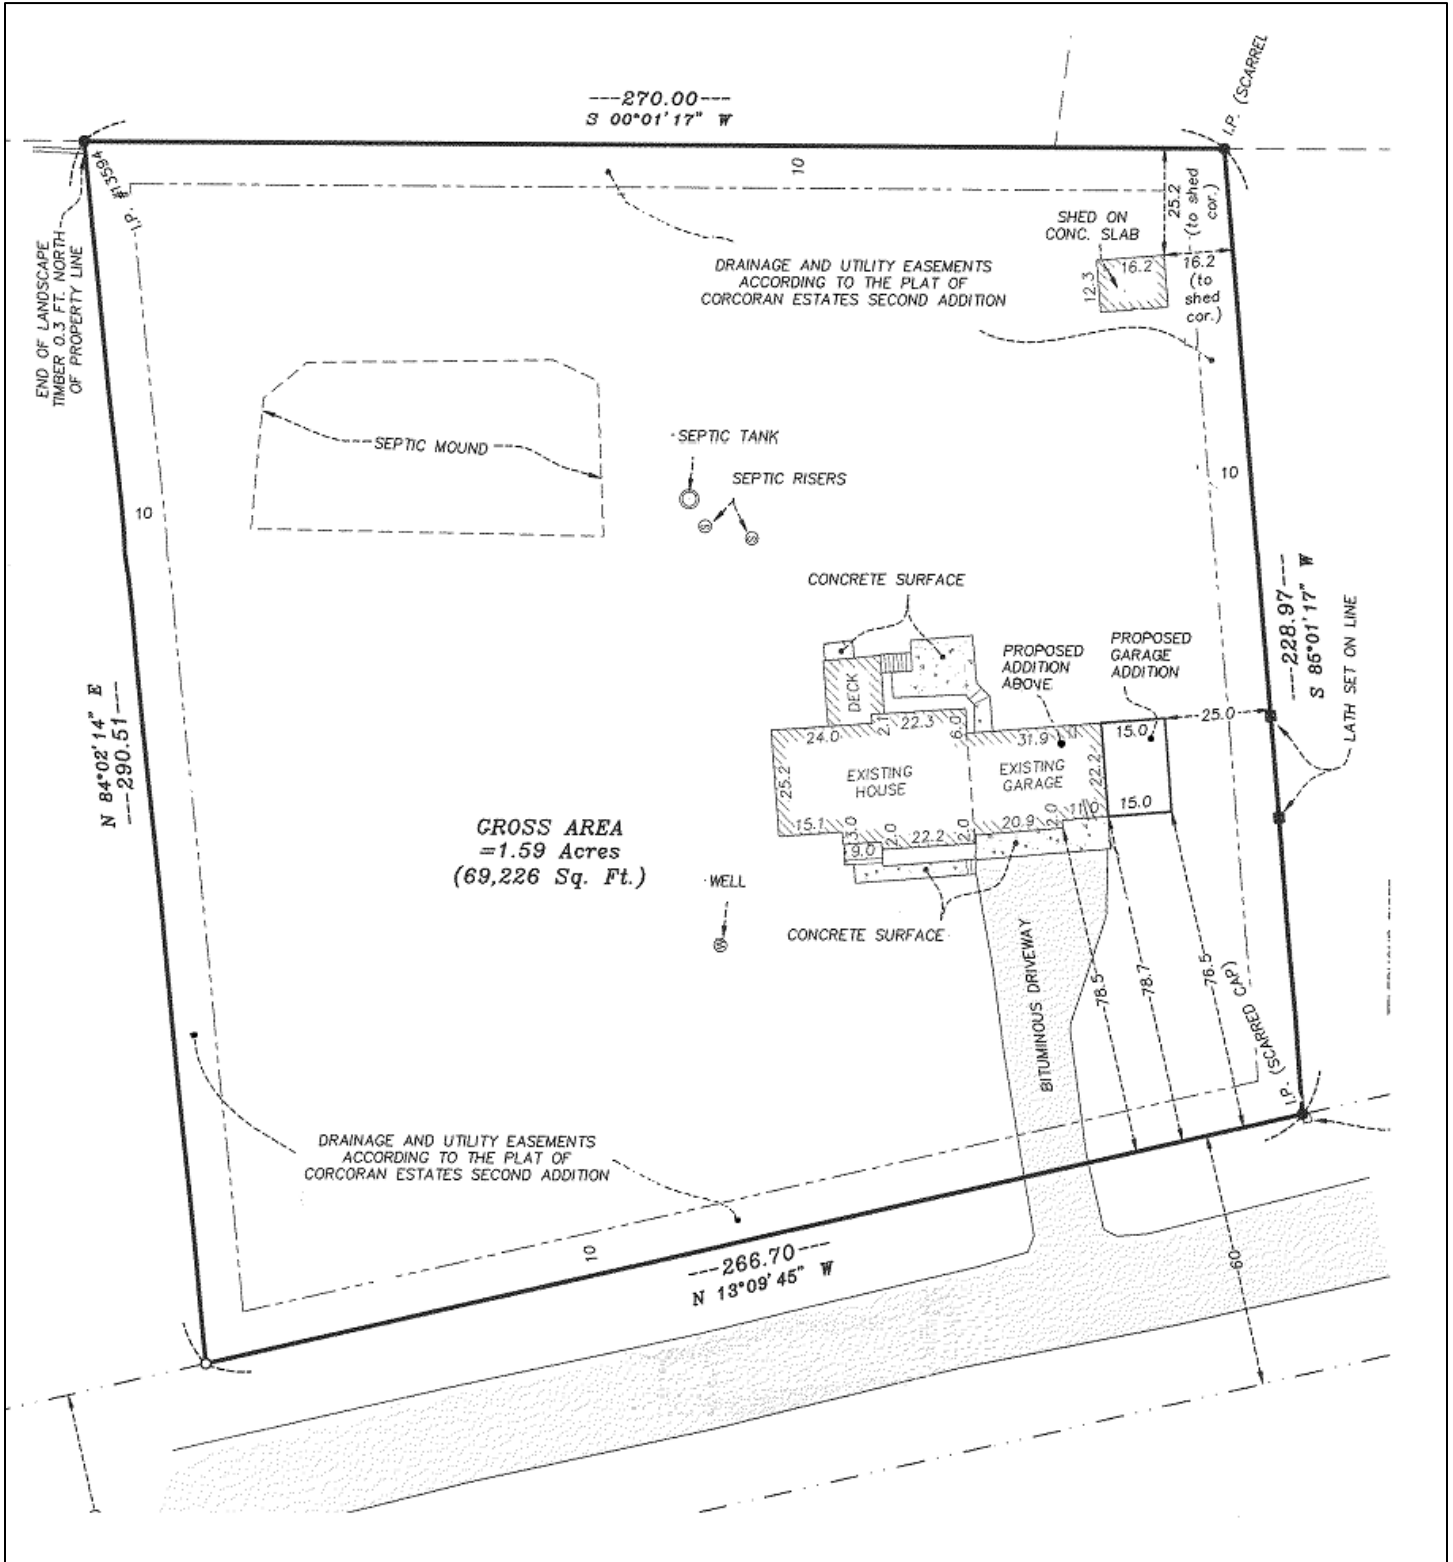 ---270.00---
S 00°01'17" W
I.P. (SCARREL
I.P. #13594
10
25.2
(to shed
cor.)
SHED ON
CONC. SLAB
16.2
12.3
16.2
(to
shed
cor.)
END OF LANDSCAPE
TIMBER 0.3 FT. NORTH
OF PROPERTY LINE
DRAINAGE AND UTILITY EASEMENTS
ACCORDING TO THE PLAT OF
CORCORAN ESTATES SECOND ADDITION
SEPTIC MOUND
SEPTIC TANK
SEPTIC RISERS
S
S
10
10
CONCRETE SURFACE
PROPOSED
ADDITION
ABOVE
PROPOSED
GARAGE
ADDITION
---228.97---
S 85°01'17" W
LATH SET ON LINE
N 84°02'14" E
---290.51---
DECK
24.0
2.1
22.3
6.0
31.9
15.0
25.0
25.2
EXISTING
HOUSE
EXISTING
GARAGE
22.2
15.1
3.0
2.0
22.2
2.0
20.9
2.0
11.0
15.0
9.0
GROSS AREA
=1.59 Acres
(69,226 Sq. Ft.)
WELL
W
CONCRETE SURFACE
BITUMINOUS DRIVEWAY
78.5
78.7
76.5
I.P. (SCARRED CAP)
DRAINAGE AND UTILITY EASEMENTS
ACCORDING TO THE PLAT OF
CORCORAN ESTATES SECOND ADDITION
10
---266.70---
N 13°09'45" W
60